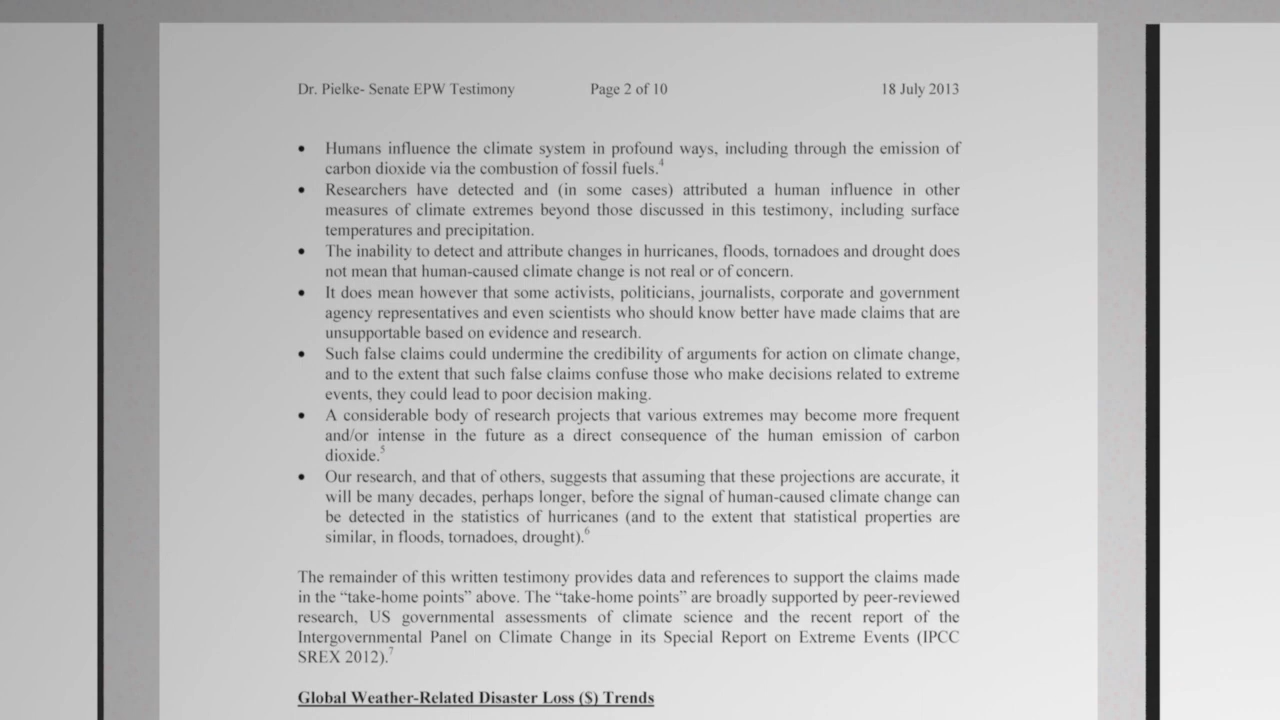 Dr. Pielke- Senate EPW Testimony Page 2 of 10 18 July 2013
• Humans influence the climate system in profound ways, including through the emission of
carbon dioxide via the combustion of fossil fuels.4
• Researchers have detected and (in some cases) attributed a human influence in other
measures of climate extremes beyond those discussed in this testimony, including surface
temperatures and precipitation.
• The inability to detect and attribute changes in hurricanes, floods, tornadoes and drought does
not mean that human-caused climate change is not real or of concern.
• It does mean however that some activists, politicians, journalists, corporate and government
agency representatives and even scientists who should know better have made claims that are
unsupportable based on evidence and research.
• Such false claims could undermine the credibility of arguments for action on climate change,
and to the extent that such false claims confuse those who make decisions related to extreme
events, they could lead to poor decision making.
• A considerable body of research projects that various extremes may become more frequent
and/or intense in the future as a direct consequence of the human emission of carbon
dioxide.5
• Our research, and that of others, suggests that assuming that these projections are accurate, it
will be many decades, perhaps longer, before the signal of human-caused climate change can
be detected in the statistics of hurricanes (and to the extent that statistical properties are
similar, in floods, tornadoes, drought).6
The remainder of this written testimony provides data and references to support the claims made
in the “take-home points” above. The “take-home points” are broadly supported by peer-reviewed
research, US governmental assessments of climate science and the recent report of the
Intergovernmental Panel on Climate Change in its Special Report on Extreme Events (IPCC
SREX 2012).7
Global Weather-Related Disaster Loss ($) Trends